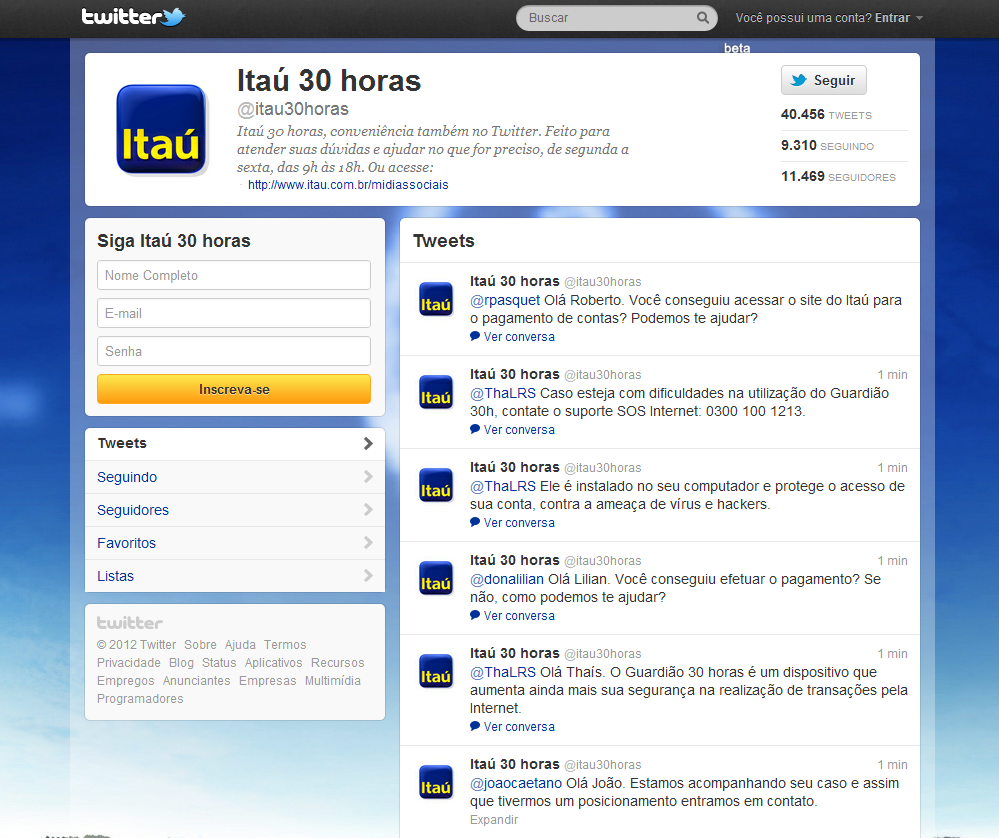 twitter
Buscar
Você possui uma conta? Entrar
beta
Itaú
Itaú 30 horas
@itau30horas
Itaú 30 horas, conveniência também no Twitter. Feito para
atender suas dúvidas e ajudar no que for preciso, de segunda a
sexta, das 9h às 18h. Ou acesse:
http://www.itau.com.br/midiassociais
Seguir
40.456 TWEETS
9.310 SEGUINDO
11.469 SEGUIDORES
Siga Itaú 30 horas
Nome Completo
E-mail
Senha
Inscreva-se
Tweets
Seguindo
Seguidores
Favoritos
Listas
twitter
© 2012 Twitter Sobre Ajuda Termos
Privacidade Blog Status Aplicativos Recursos
Empregos Anunciantes Empresas Multimídia
Programadores
Tweets
Itaú
Itaú 30 horas @itau30horas
@rpasquet Olá Roberto. Você conseguiu acessar o site do Itaú para
o pagamento de contas? Podemos te ajudar?
Ver conversa
Itaú
Itaú 30 horas @itau30horas 1 min
@ThaLRS Caso esteja com dificuldades na utilização do Guardião
30h, contate o suporte SOS Internet: 0300 100 1213.
Ver conversa
Itaú
Itaú 30 horas @itau30horas 1 min
@ThaLRS Ele é instalado no seu computador e protege o acesso de
sua conta, contra a ameaça de vírus e hackers.
Ver conversa
Itaú
Itaú 30 horas @itau30horas 1 min
@donalilian Olá Lilian. Você conseguiu efetuar o pagamento? Se
não, como podemos te ajudar?
Ver conversa
Itaú
Itaú 30 horas @itau30horas 1 min
@ThaLRS Olá Thaís. O Guardião 30 horas é um dispositivo que
aumenta ainda mais sua segurança na realização de transações pela
Internet.
Ver conversa
Itaú
Itaú 30 horas @itau30horas 1 min
@joaocaetano Olá João. Estamos acompanhando seu caso e assim
que tivermos um posicionamento entramos em contato.
Expandir